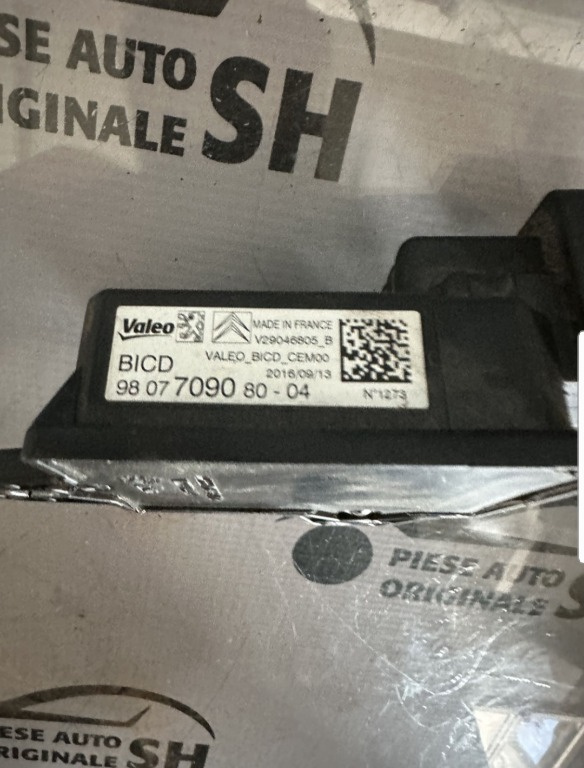 SE AUTO
IGINALE SH
Valeo
MADE IN FRANCE
V29046805_B
VALEO_BICD_CEM00
BICD
2016/09/13
98 07 7090 80 - 04
N°1273
PIESE AUTO
ORIGINALE S
IESE AUTO
RIGINALE SH